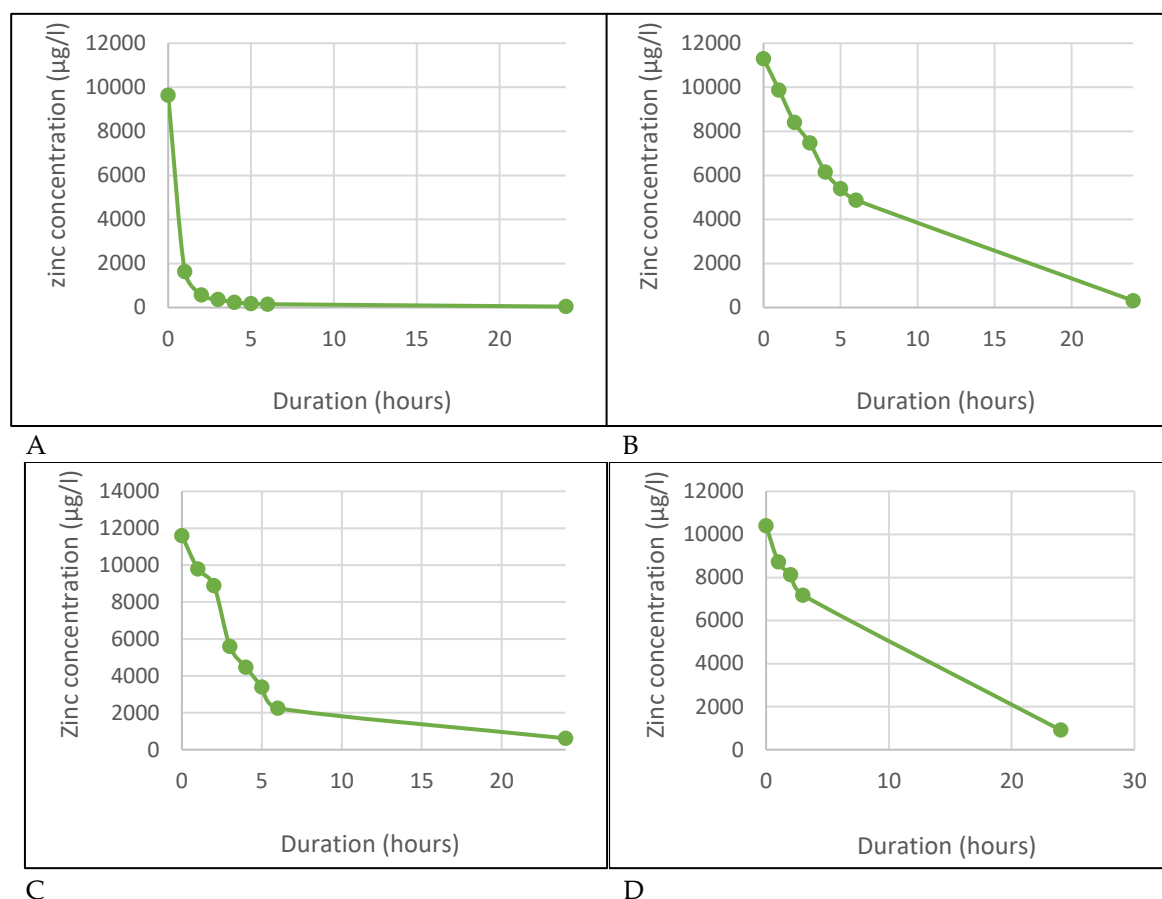 zinc concentration (µg/l)
12000
10000
8000
6000
4000
2000
0
0 5 10 15 20
Duration (hours)
A
Zinc concentration (µg/l)
12000
10000
8000
6000
4000
2000
0
0 5 10 15 20
Duration (hours)
B
Zinc concentration (µg/l)
14000
12000
10000
8000
6000
4000
2000
0
0 5 10 15 20
Duration (hours)
C
Zinc concentration (µg/l)
12000
10000
8000
6000
4000
2000
0
0 10 20 30
Duration (hours)
D